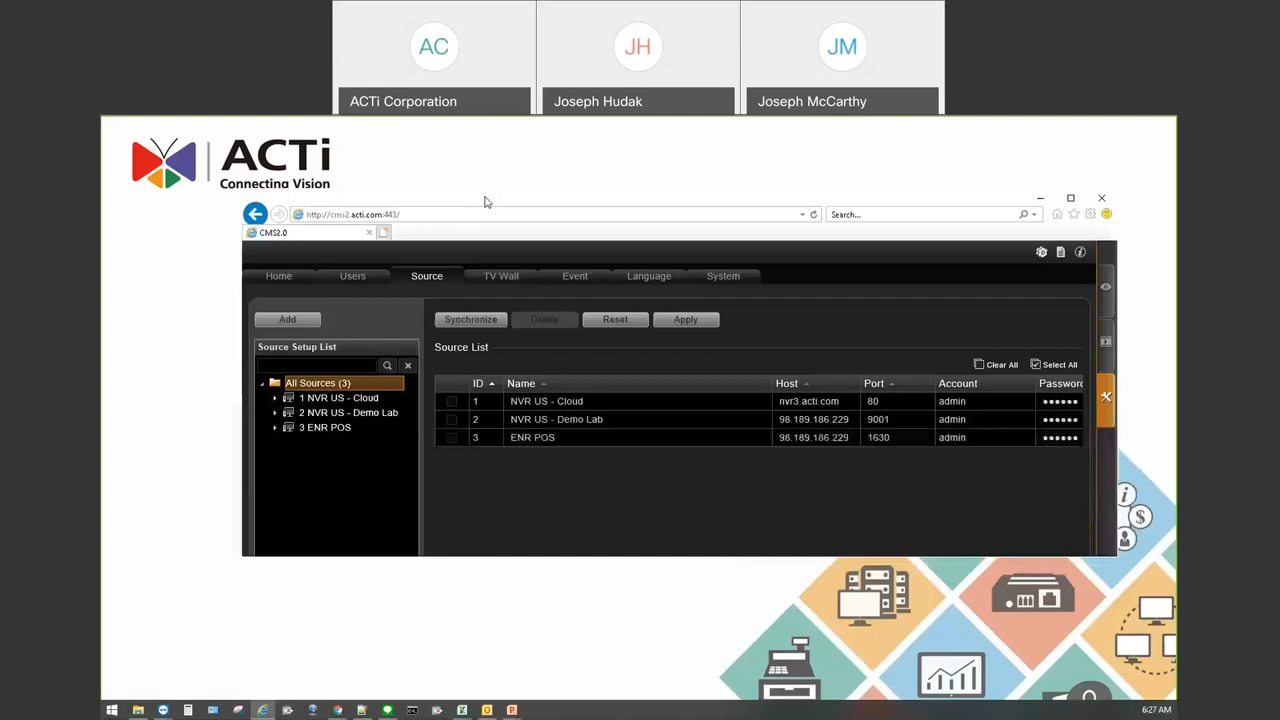 AC
JH
JM
ACTi Corporation
Joseph Hudak
Joseph McCarthy
ACTi
Connecting Vision
http://cms2.acti.com:443/
Search...
CMS2.0
Home
Users
Source
TV Wall
Event
Language
System
Add
Synchronize
Delete
Reset
Apply
Source Setup List
Source List
Clear All
Select All
All Sources (3)
1 NVR US - Cloud
2 NVR US - Demo Lab
3 ENR POS
ID Name Host Port Account Password
1 NVR US - Cloud nvr3.acti.com 80 admin ●●●●●●
2 NVR US - Demo Lab 98.189.186.229 9001 admin ●●●●●●
3 ENR POS 98.189.186.229 1630 admin ●●●●●●
6:27 AM